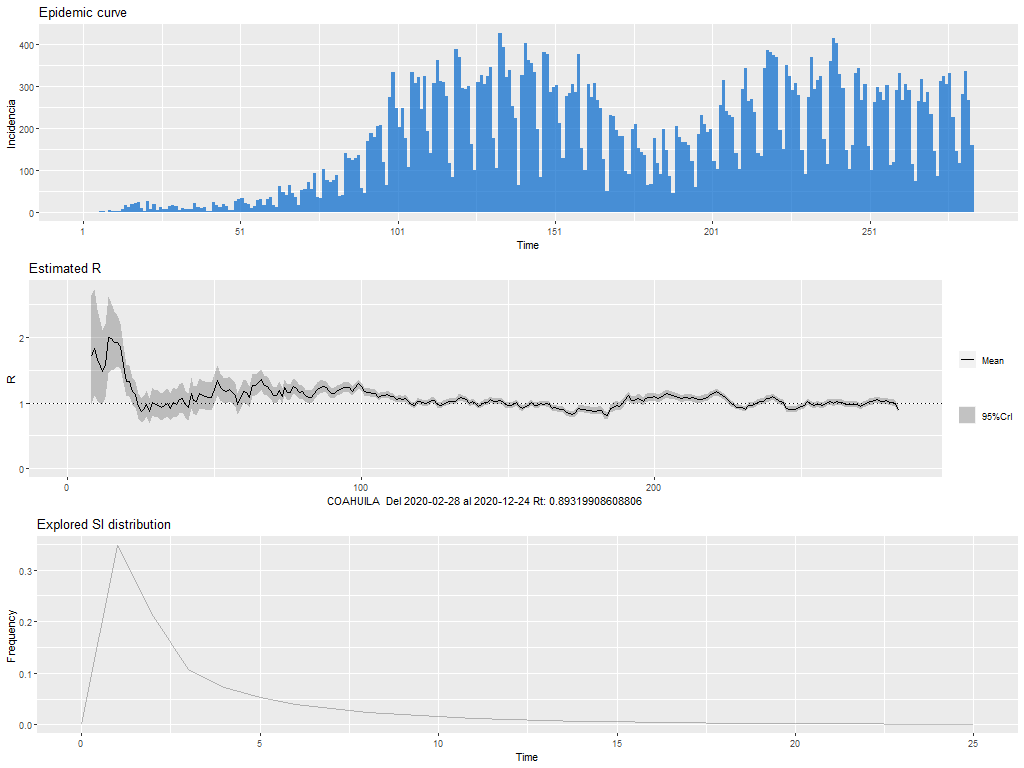 Epidemic curve
Incidencia
400
300
200
100
0
1
51
101
151
201
251
Time
Estimated R
R
2
1
0
0
100
200
COAHUILA  Del 2020-02-28 al 2020-12-24 Rt: 0.89319908608806
Mean
95%CrI
Explored SI distribution
Frequency
0.3
0.2
0.1
0.0
0
5
10
15
20
25
Time